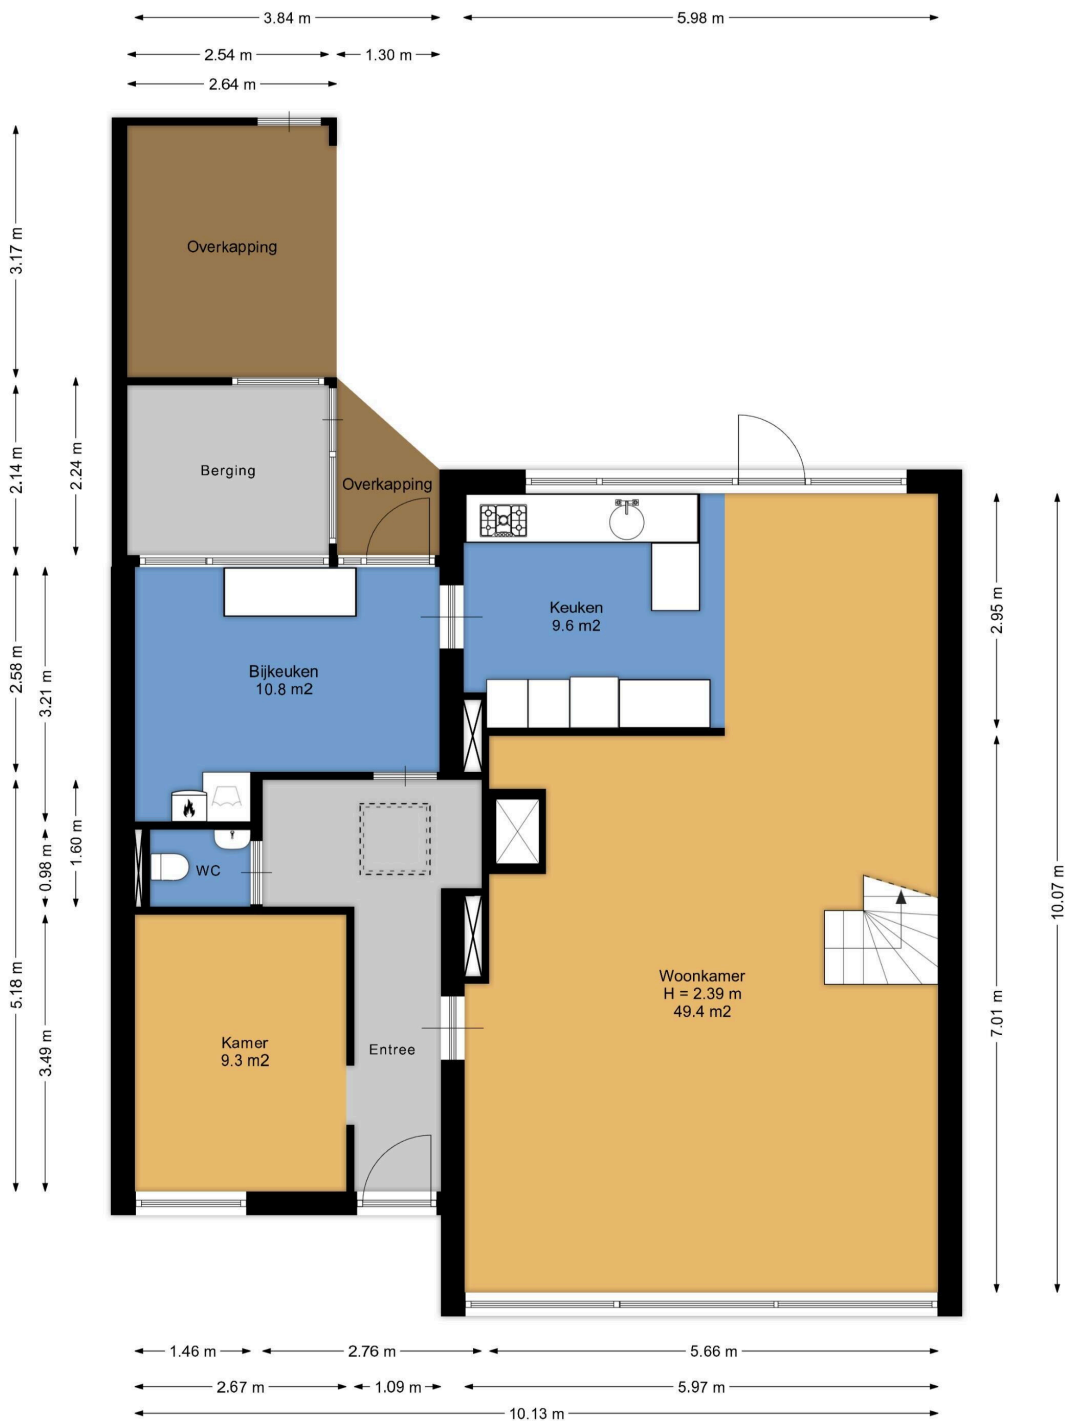 3.84 m
5.98 m
2.54 m
1.30 m
2.64 m
3.17 m
Overkapping
2.14 m
2.24 m
Berging
Overkapping
2.58 m
3.21 m
Bijkeuken
10.8 m2
Keuken
9.6 m2
2.95 m
0.98 m
1.60 m
WC
10.07 m
5.18 m
3.49 m
Kamer
9.3 m2
Entree
Woonkamer
H = 2.39 m
49.4 m2
7.01 m
1.46 m
2.76 m
5.66 m
2.67 m
1.09 m
5.97 m
10.13 m